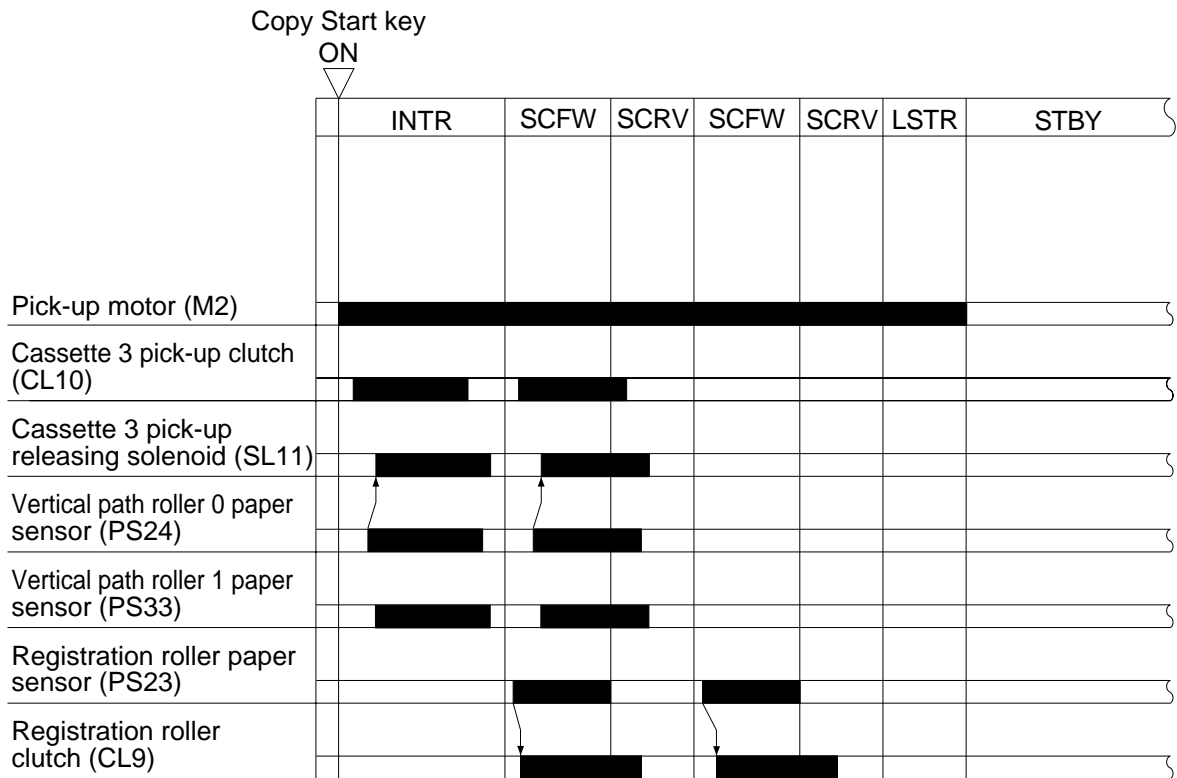 Copy Start key
ON
INTR SCFW SCRV SCFW SCRV LSTR STBY
Pick-up motor (M2)
Cassette 3 pick-up clutch
(CL10)
Cassette 3 pick-up
releasing solenoid (SL11)
Vertical path roller 0 paper
sensor (PS24)
Vertical path roller 1 paper
sensor (PS33)
Registration roller paper
sensor (PS23)
Registration roller
clutch (CL9)